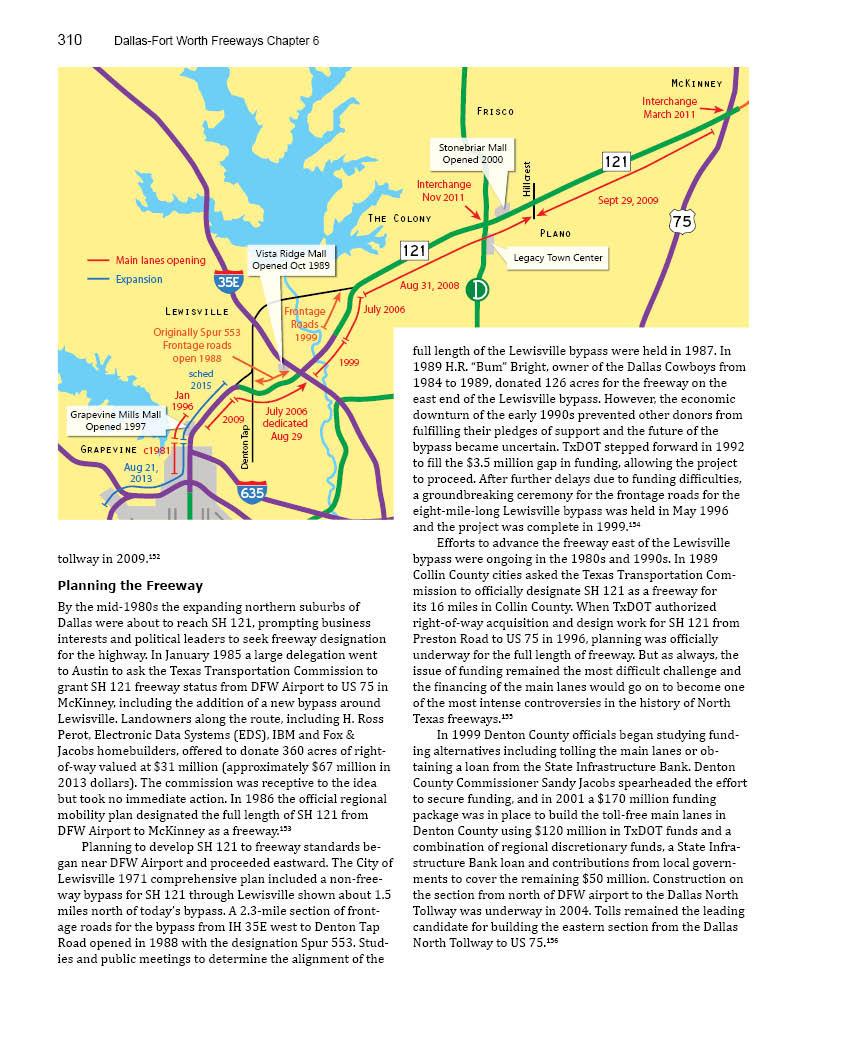 310 Dallas-Fort Worth Freeways Chapter 6
MCKINNEY
Interchange
March 2011
FRISCO
Stonebriar Mall
Opened 2000
121
Hillcrest
Interchange
Nov 2011
Sept 29, 2009
THE COLONY
75
PLANO
121
Legacy Town Center
Main lanes opening
Expansion
Vista Ridge Mall
Opened Oct 1989
35E
Aug 31, 2008
D
LEWISVILLE
Frontage
Roads
1999
July 2006
Originally Spur 553
Frontage roads
open 1988
1999
sched
2015
Jan
1996
Grapevine Mills Mall
Opened 1997
2009
July 2006
dedicated
Aug 29
GRAPEVINE
c1981
Denton Tap
Aug 21,
2013
635
tollway in 2009.¹⁵²
Planning the Freeway
By the mid-1980s the expanding northern suburbs of
Dallas were about to reach SH 121, prompting business
interests and political leaders to seek freeway designation
for the highway. In January 1985 a large delegation went
to Austin to ask the Texas Transportation Commission to
grant SH 121 freeway status from DFW Airport to US 75 in
McKinney, including the addition of a new bypass around
Lewisville. Landowners along the route, including H. Ross
Perot, Electronic Data Systems (EDS), IBM and Fox &
Jacobs homebuilders, offered to donate 360 acres of right-
of-way valued at $31 million (approximately $67 million in
2013 dollars). The commission was receptive to the idea
but took no immediate action. In 1986 the official regional
mobility plan designated the full length of SH 121 from
DFW Airport to McKinney as a freeway.¹⁵³
Planning to develop SH 121 to freeway standards be-
gan near DFW Airport and proceeded eastward. The City of
Lewisville 1971 comprehensive plan included a non-free-
way bypass for SH 121 through Lewisville shown about 1.5
miles north of today's bypass. A 2.3-mile section of front-
age roads for the bypass from IH 35E west to Denton Tap
Road opened in 1988 with the designation Spur 553. Stud-
ies and public meetings to determine the alignment of the
full length of the Lewisville bypass were held in 1987. In
1989 H.R. "Bum" Bright, owner of the Dallas Cowboys from
1984 to 1989, donated 126 acres for the freeway on the
east end of the Lewisville bypass. However, the economic
downturn of the early 1990s prevented other donors from
fulfilling their pledges of support and the future of the
bypass became uncertain. TxDOT stepped forward in 1992
to fill the $3.5 million gap in funding, allowing the project
to proceed. After further delays due to funding difficulties,
a groundbreaking ceremony for the frontage roads for the
eight-mile-long Lewisville bypass was held in May 1996
and the project was complete in 1999.¹⁵⁴
Efforts to advance the freeway east of the Lewisville
bypass were ongoing in the 1980s and 1990s. In 1989
Collin County cities asked the Texas Transportation Com-
mission to officially designate SH 121 as a freeway for
its 16 miles in Collin County. When TxDOT authorized
right-of-way acquisition and design work for SH 121 from
Preston Road to US 75 in 1996, planning was officially
underway for the full length of freeway. But as always, the
issue of funding remained the most difficult challenge and
the financing of the main lanes would go on to become one
of the most intense controversies in the history of North
Texas freeways.¹⁵⁵
In 1999 Denton County officials began studying fund-
ing alternatives including tolling the main lanes or ob-
taining a loan from the State Infrastructure Bank. Denton
County Commissioner Sandy Jacobs spearheaded the effort
to secure funding, and in 2001 a $170 million funding
package was in place to build the toll-free main lanes in
Denton County using $120 million in TxDOT funds and a
combination of regional discretionary funds, a State Infra-
structure Bank loan and contributions from local govern-
ments to cover the remaining $50 million. Construction on
the section from north of DFW airport to the Dallas North
Tollway was underway in 2004. Tolls remained the leading
candidate for building the eastern section from the Dallas
North Tollway to US 75.¹⁵⁶